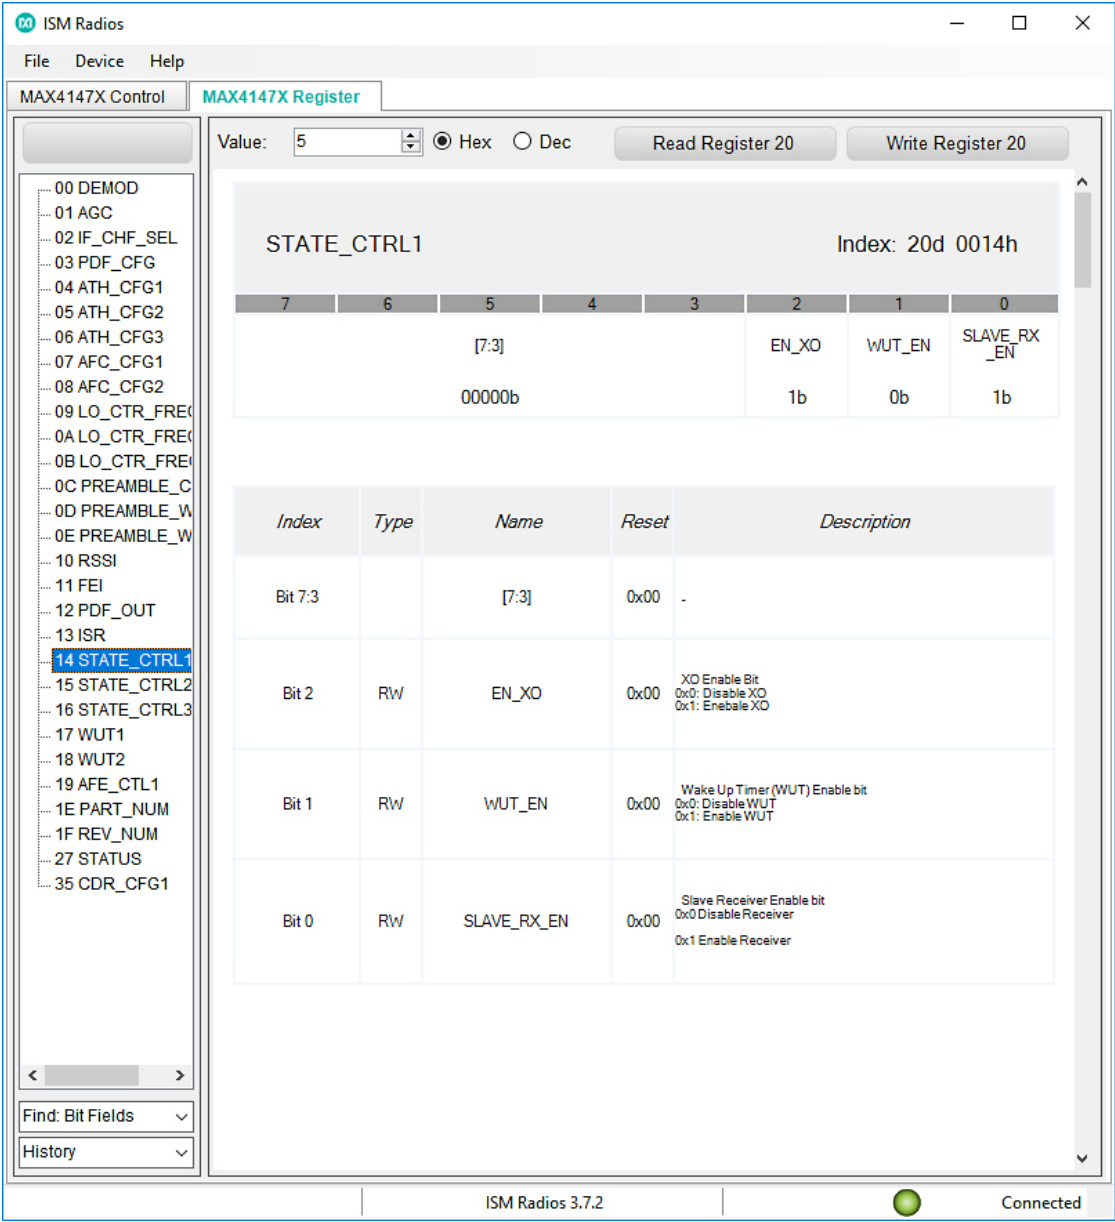 ISM Radios
File Device Help
MAX4147X Control MAX4147X Register
Value: 5 Hex Dec Read Register 20 Write Register 20
00 DEMOD
01 AGC
02 IF_CHF_SEL
03 PDF_CFG
04 ATH_CFG1
05 ATH_CFG2
06 ATH_CFG3
07 AFC_CFG1
08 AFC_CFG2
09 LO_CTR_FRE
0A LO_CTR_FRE
0B LO_CTR_FRE
0C PREAMBLE_C
0D PREAMBLE_W
0E PREAMBLE_W
10 RSSI
11 FEI
12 PDF_OUT
13 ISR
14 STATE_CTRL1
15 STATE_CTRL2
16 STATE_CTRL3
17 WUT1
18 WUT2
19 AFE_CTL1
1E PART_NUM
1F REV_NUM
27 STATUS
35 CDR_CFG1
Find: Bit Fields
History
STATE_CTRL1 Index: 20d 0014h
7 6 5 4 3 2 1 0
[7:3] EN_XO WUT_EN SLAVE_RX
_EN
00000b 1b 0b 1b
Index Type Name Reset Description
Bit 7:3 [7:3] 0x00 -
XO Enable Bit
Bit 2 RW EN_XO 0x00 0x0: Disable XO
0x1: Enebale XO
Wake Up Timer (WUT) Enable bit
Bit 1 RW WUT_EN 0x00 0x0: Disable WUT
0x1: Enable WUT
Slave Receiver Enable bit
0x0 Disable Receiver
Bit 0 RW SLAVE_RX_EN 0x00
0x1 Enable Receiver
ISM Radios 3.7.2 Connected